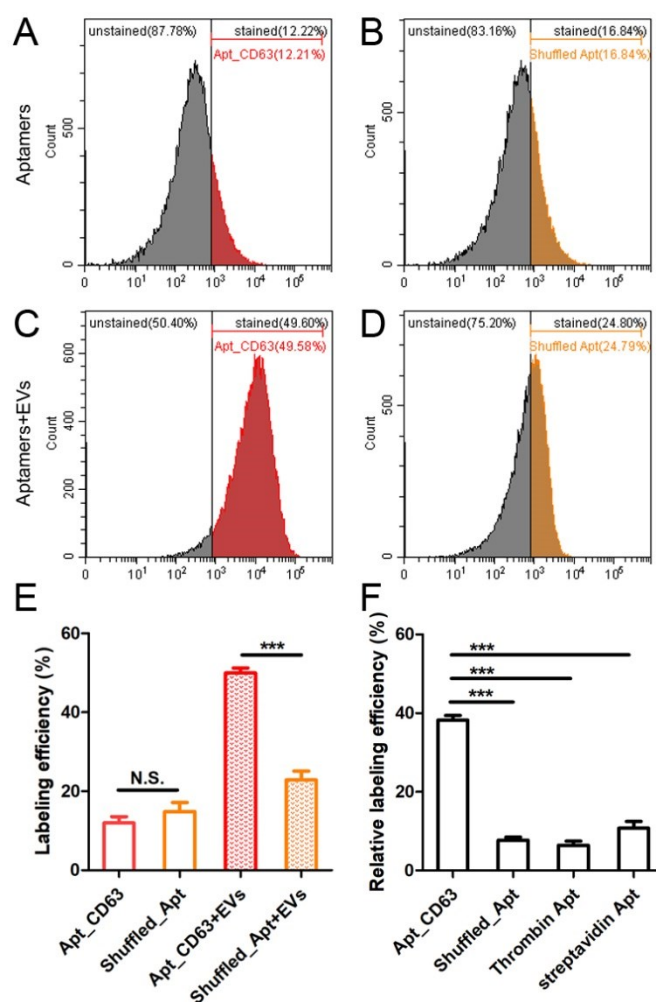 A
unstained(87.78%) stained(12.22%)
Apt_CD63(12.21%)
Aptamers
Count
500
0
0 10¹ 10² 10³ 10⁴ 10⁵
B
unstained(83.16%) stained(16.84%)
Shuffled Apt(16.84%)
Count
500
0
0 10¹ 10² 10³ 10⁴ 10⁵
C
unstained(50.40%) stained(49.60%)
Apt_CD63(49.58%)
Aptamers+EVs
Count
600
400
200
0
0 10¹ 10² 10³ 10⁴ 10⁵
D
unstained(75.20%) stained(24.80%)
Shuffled Apt(24.79%)
Count
500
0
0 10¹ 10² 10³ 10⁴ 10⁵
E
Labeling efficiency (%)
60
40
20
0
N.S.
***
Apt_CD63
Shuffled_Apt
Apt_CD63+EVs
Shuffled_Apt+EVs
F
Relative labeling efficiency (%)
60
40
20
0
***
***
***
Apt_CD63
Shuffled_Apt
Thrombin Apt
streptavidin Apt